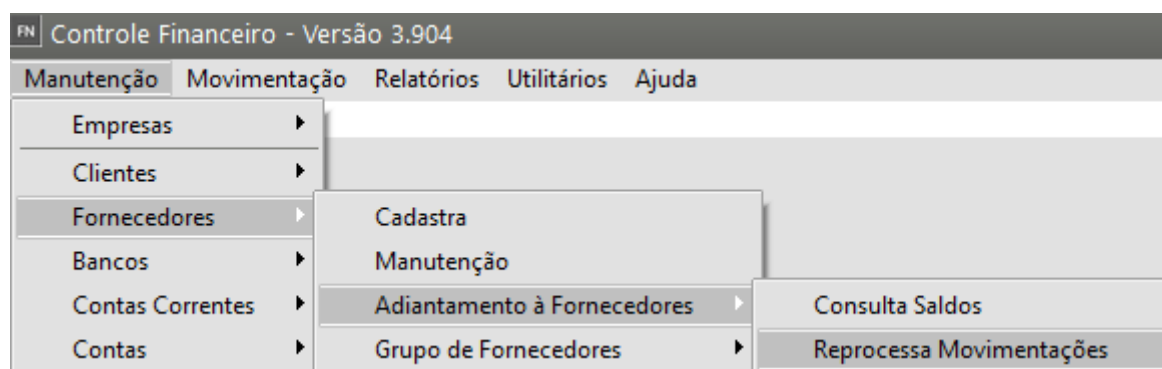 FN Controle Financeiro - Versão 3.904
Manutenção Movimentação Relatórios Utilitários Ajuda
Empresas
Clientes
Fornecedores Cadastra
Bancos Manutenção
Contas Correntes Adiantamento à Fornecedores Consulta Saldos
Contas Grupo de Fornecedores Reprocessa Movimentações